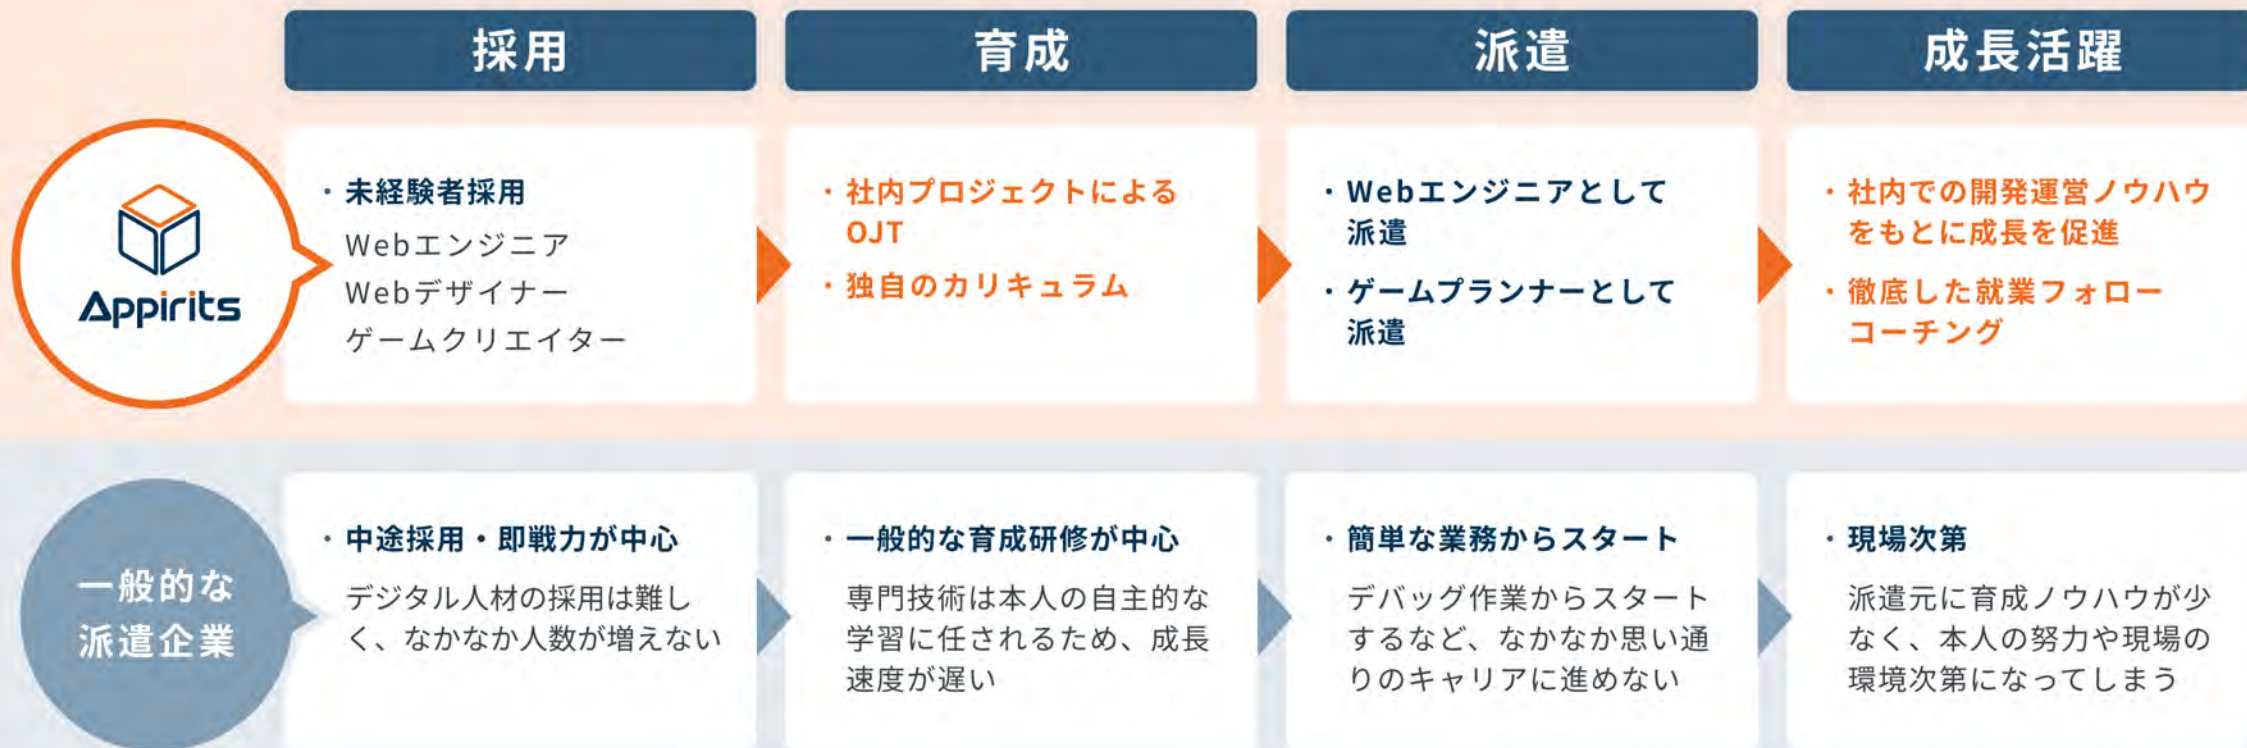 採用
育成
派遣
成長活躍
Appirits
・未経験者採用
Webエンジニア
Webデザイナー
ゲームクリエイター
・社内プロジェクトによる
OJT
・独自のカリキュラム
・Webエンジニアとして
派遣
・ゲームプランナーとして
派遣
・社内での開発運営ノウハウ
をもとに成長を促進
・徹底した就業フォロー
コーチング
一般的な
派遣企業
・中途採用・即戦力が中心
デジタル人材の採用は難し
く、なかなか人数が増えない
・一般的な育成研修が中心
専門技術は本人の自主的な
学習に任されるため、成長
速度が遅い
・簡単な業務からスタート
デバッグ作業からスタート
するなど、なかなか思い通
りのキャリアに進めない
・現場次第
派遣元に育成ノウハウが少
なく、本人の努力や現場の
環境次第になってしまう